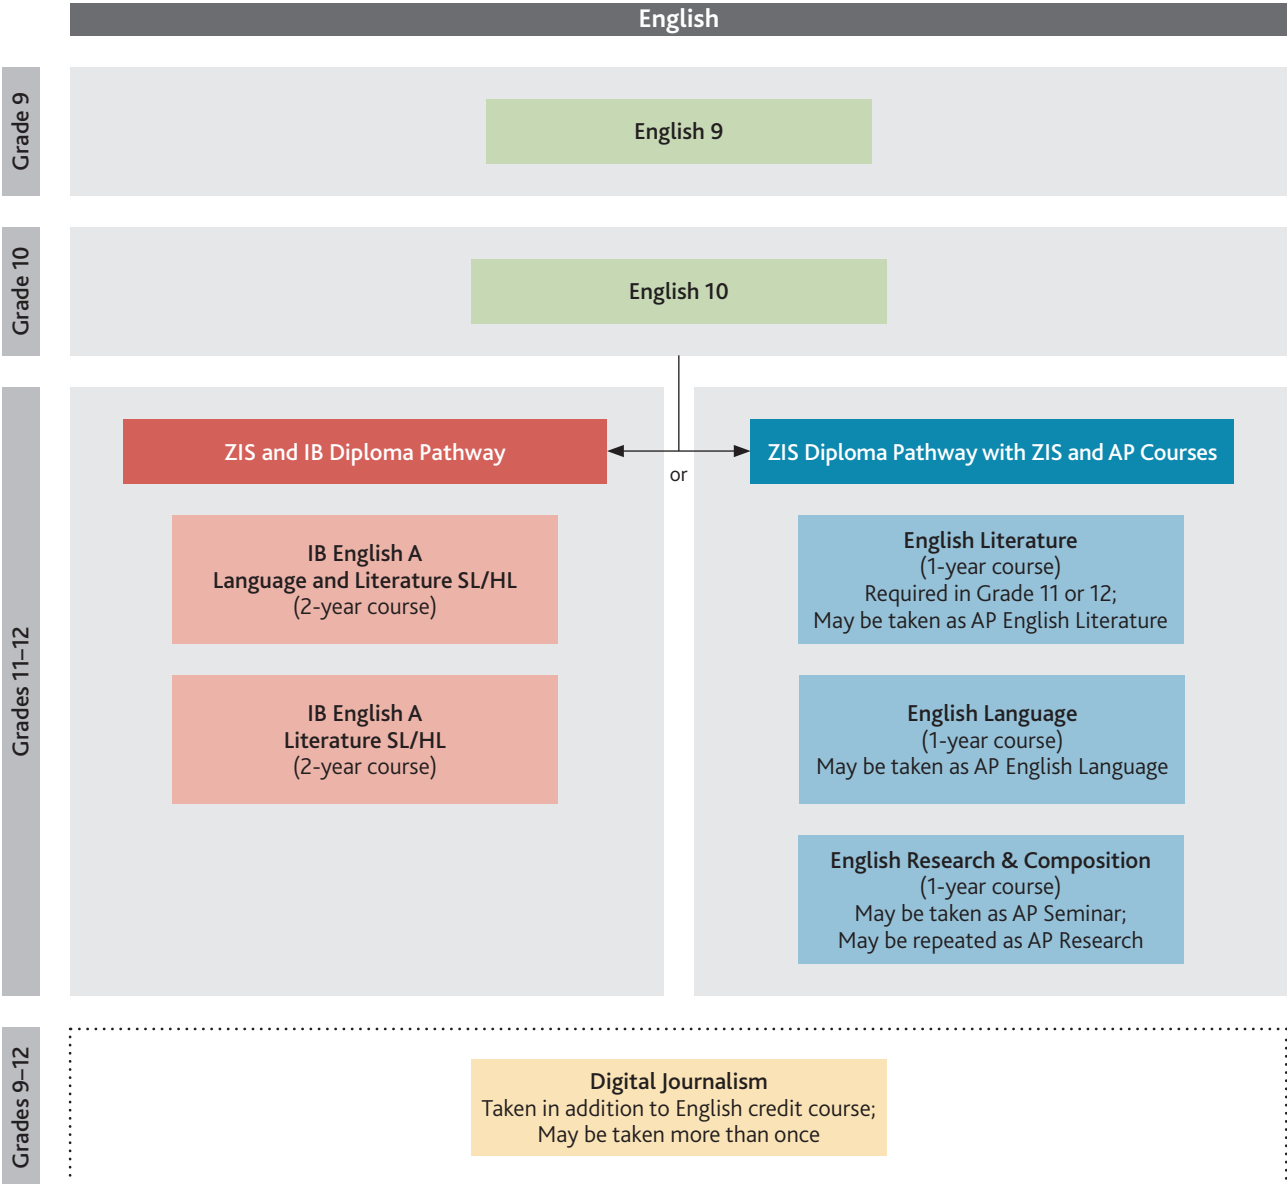 English
Grade 9
English 9
Grade 10
English 10
Grades 11–12
ZIS and IB Diploma Pathway
or
ZIS Diploma Pathway with ZIS and AP Courses
IB English A
Language and Literature SL/HL
(2-year course)
IB English A
Literature SL/HL
(2-year course)
English Literature
(1-year course)
Required in Grade 11 or 12;
May be taken as AP English Literature
English Language
(1-year course)
May be taken as AP English Language
English Research & Composition
(1-year course)
May be taken as AP Seminar;
May be repeated as AP Research
Grades 9–12
Digital Journalism
Taken in addition to English credit course;
May be taken more than once